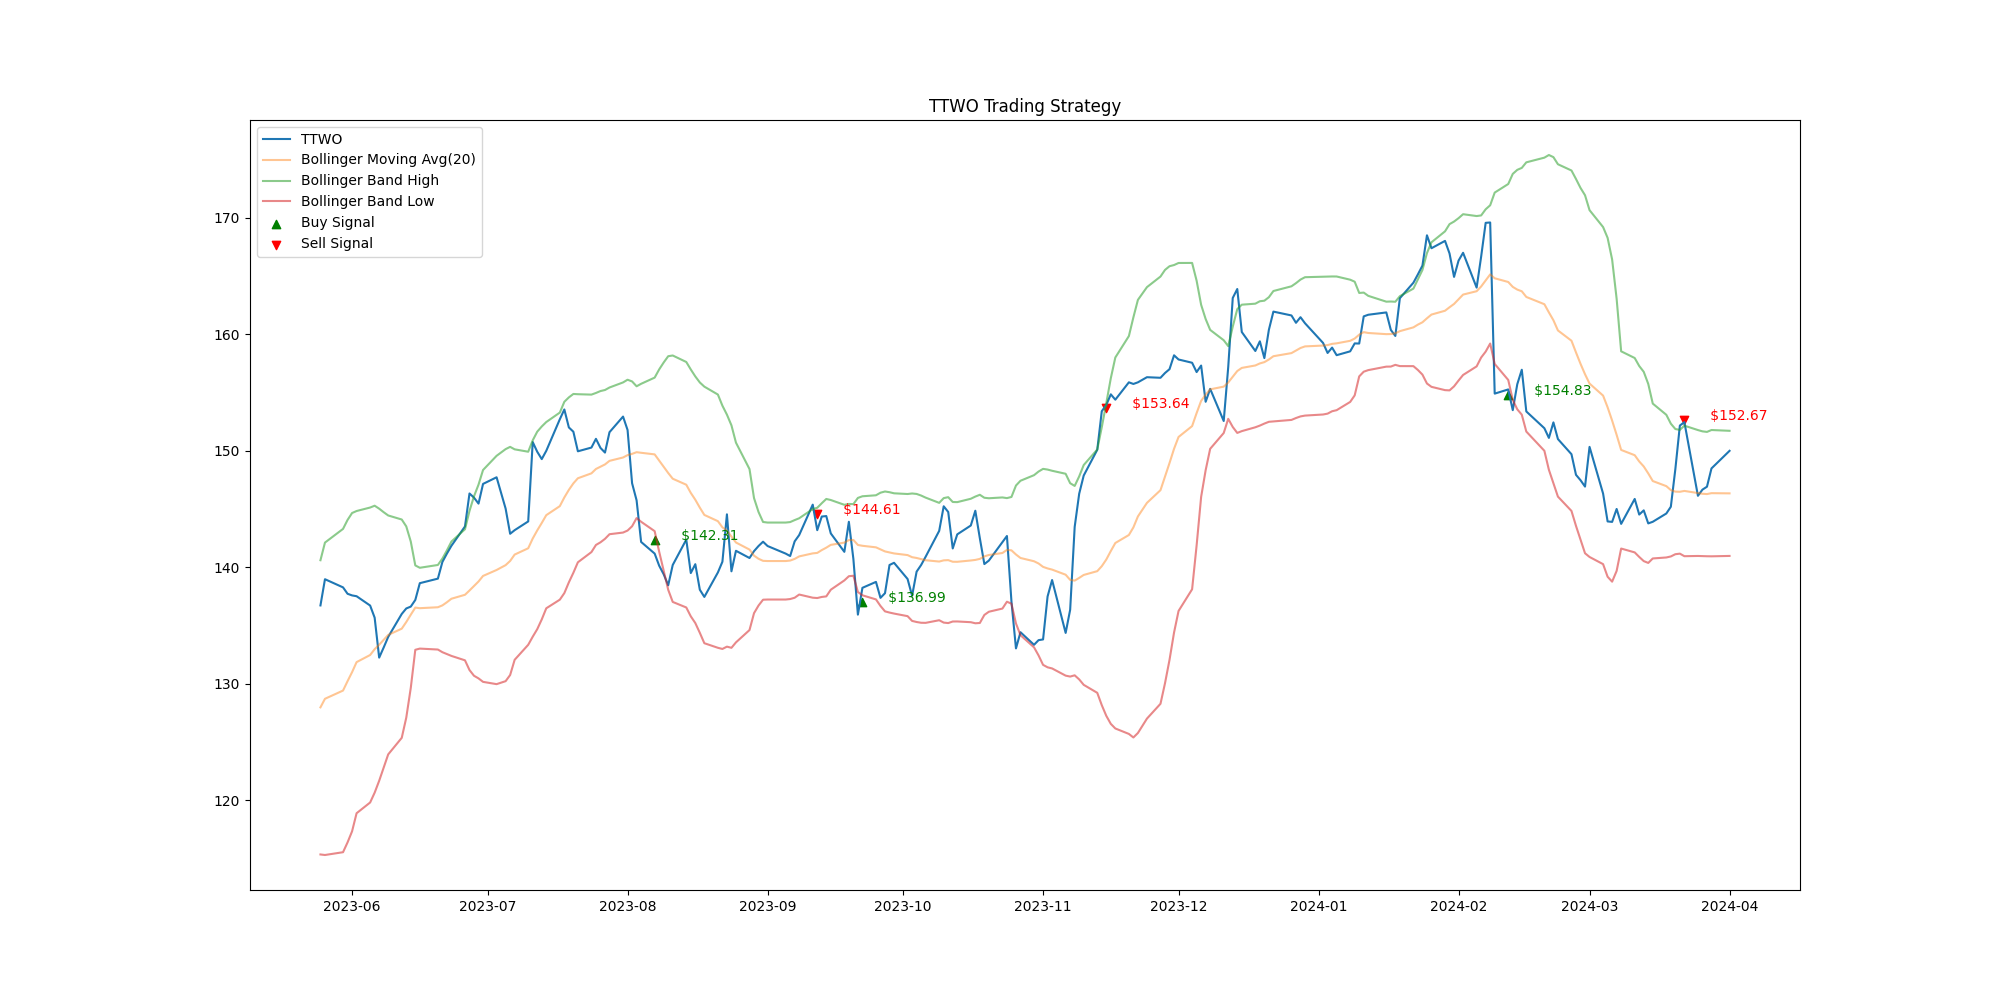 TTWO Trading Strategy
TTWO
Bollinger Moving Avg(20)
Bollinger Band High
Bollinger Band Low
Buy Signal
Sell Signal
170
160
150
140
130
120
$142.31
$144.61
$136.99
$153.64
$154.83
$152.67
2023-06 2023-07 2023-08 2023-09 2023-10 2023-11 2023-12 2024-01 2024-02 2024-03 2024-04